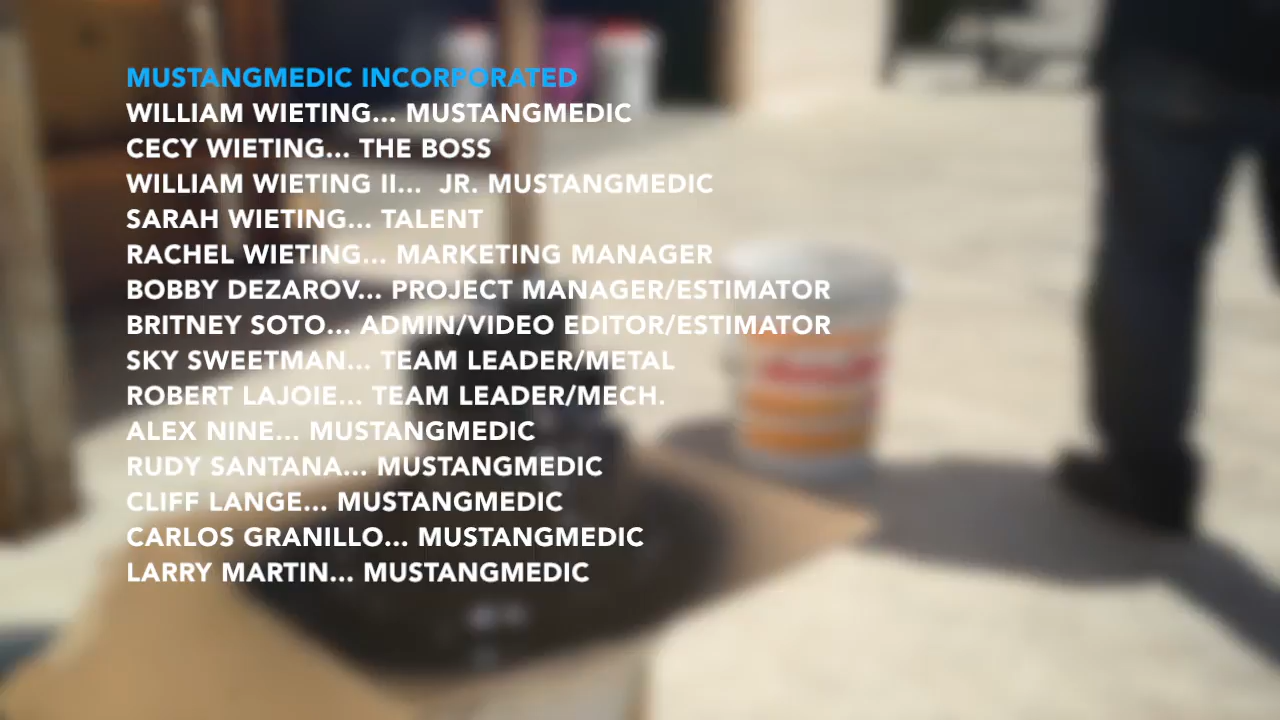 MUSTANGMEDIC INCORPORATED
WILLIAM WIETING... MUSTANGMEDIC
CECY WIETING... THE BOSS
WILLIAM WIETING II...  JR. MUSTANGMEDIC
SARAH WIETING... TALENT
RACHEL WIETING... MARKETING MANAGER
BOBBY DEZAROV... PROJECT MANAGER/ESTIMATOR
BRITNEY SOTO... ADMIN/VIDEO EDITOR/ESTIMATOR
SKY SWEETMAN... TEAM LEADER/METAL
ROBERT LAJOIE... TEAM LEADER/MECH.
ALEX NINE... MUSTANGMEDIC
RUDY SANTANA... MUSTANGMEDIC
CLIFF LANGE... MUSTANGMEDIC
CARLOS GRANILLO... MUSTANGMEDIC
LARRY MARTIN... MUSTANGMEDIC